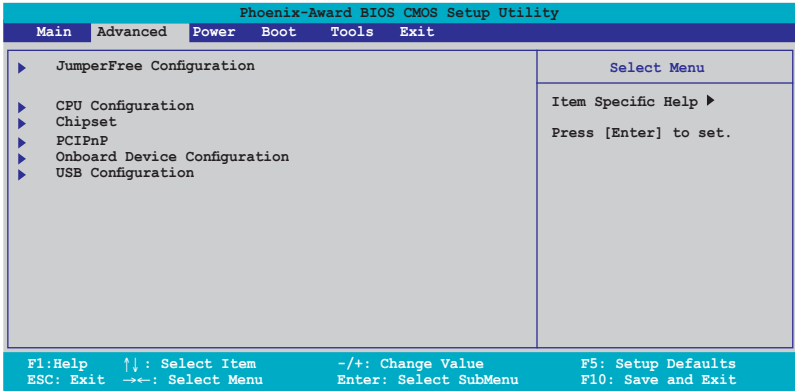 Phoenix-Award BIOS CMOS Setup Utility
Main Advanced Power Boot Tools Exit
JumperFree Configuration
CPU Configuration
Chipset
PCIPnP
Onboard Device Configuration
USB Configuration
Select Menu
Item Specific Help
Press [Enter] to set.
F1:Help ↑↓: Select Item -/+: Change Value F5: Setup Defaults
ESC: Exit →←: Select Menu Enter: Select SubMenu F10: Save and Exit